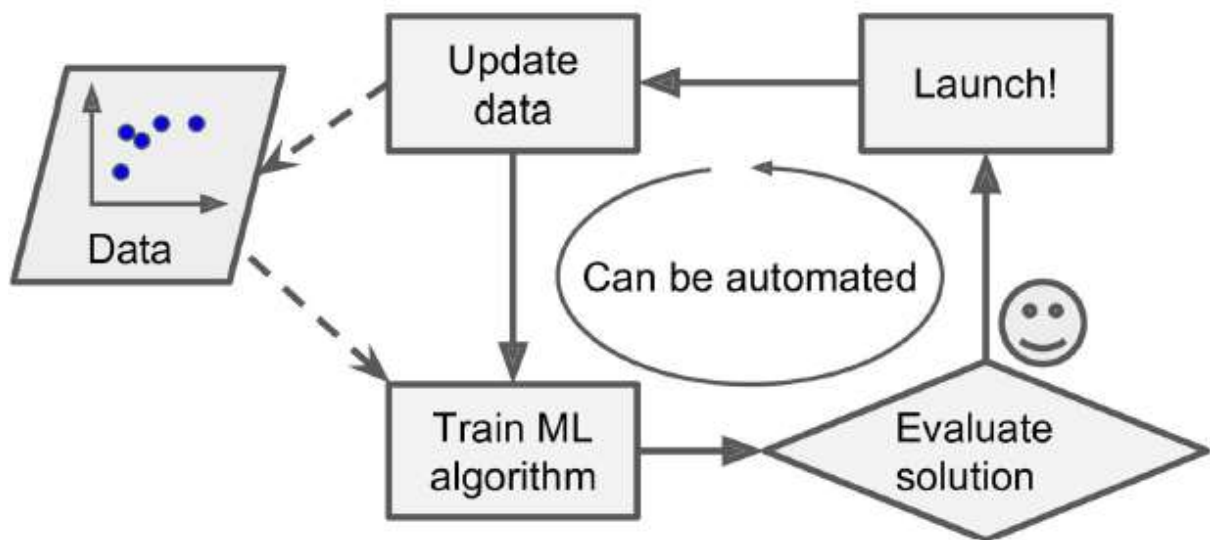 Update
data
Launch!
Data
Can be automated
Train ML
algorithm
Evaluate
solution